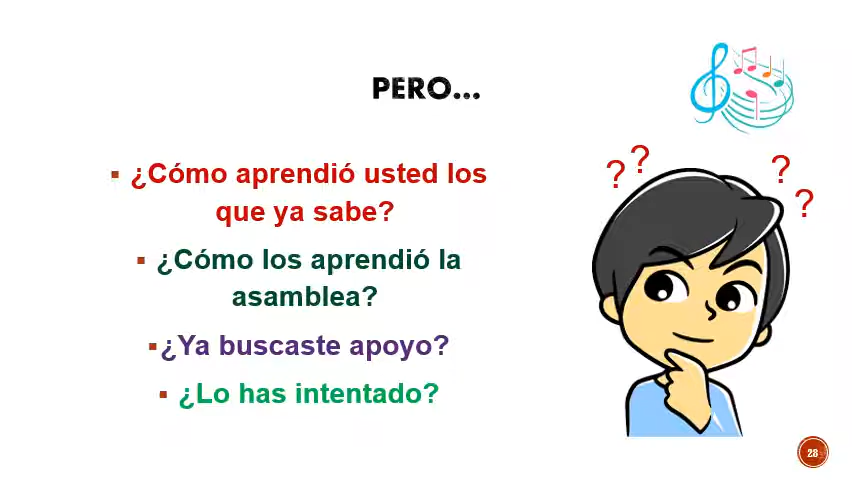 PERO...
¿Cómo aprendió usted los
que ya sabe?
¿Cómo los aprendió la
asamblea?
¿Ya buscaste apoyo?
¿Lo has intentado?
? ? ? ?
28